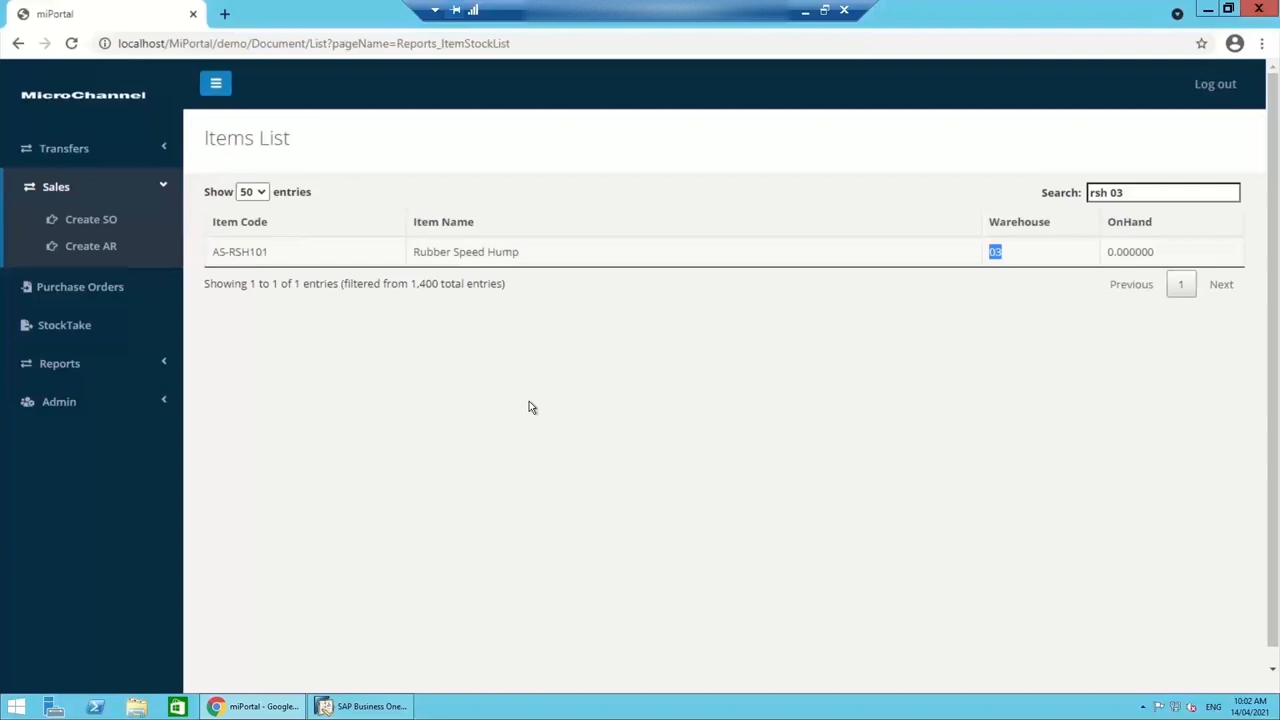 miPortal
localhost/MiPortal/demo/Document/List?pageName=Reports_ItemStockList
MicroChannel
Log out
Items List
Transfers
Sales
Create SO
Create AR
Purchase Orders
StockTake
Reports
Admin
Show 50 entries
Search: rsh 03
Item Code Item Name Warehouse OnHand
AS-RSH101 Rubber Speed Hump 03 0.000000
Showing 1 to 1 of 1 entries (filtered from 1,400 total entries)
Previous 1 Next
miPortal - Google...
SAP Business One...
ENG
10:02 AM
14/04/2021